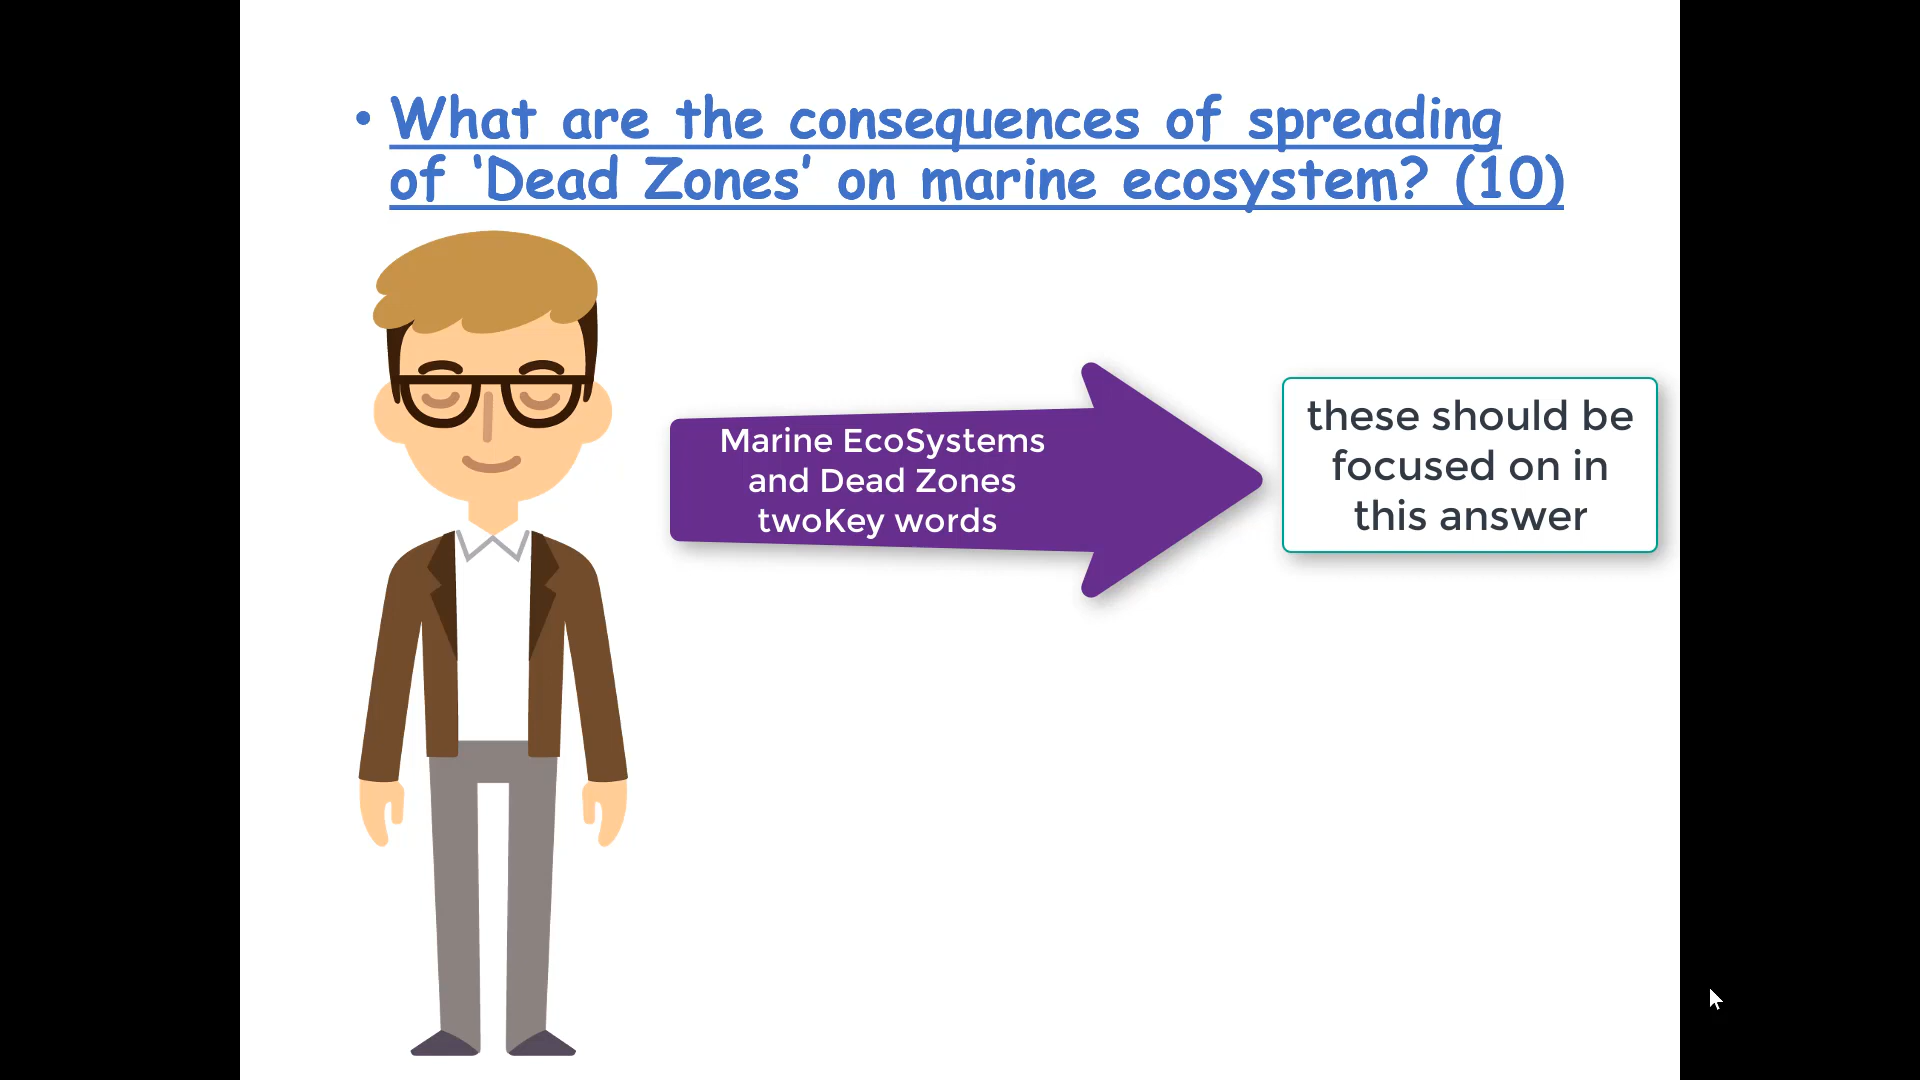 • What are the consequences of spreading
of ‘Dead Zones’ on marine ecosystem? (10)
Marine EcoSystems
and Dead Zones
twoKey words
these should be
focused on in
this answer